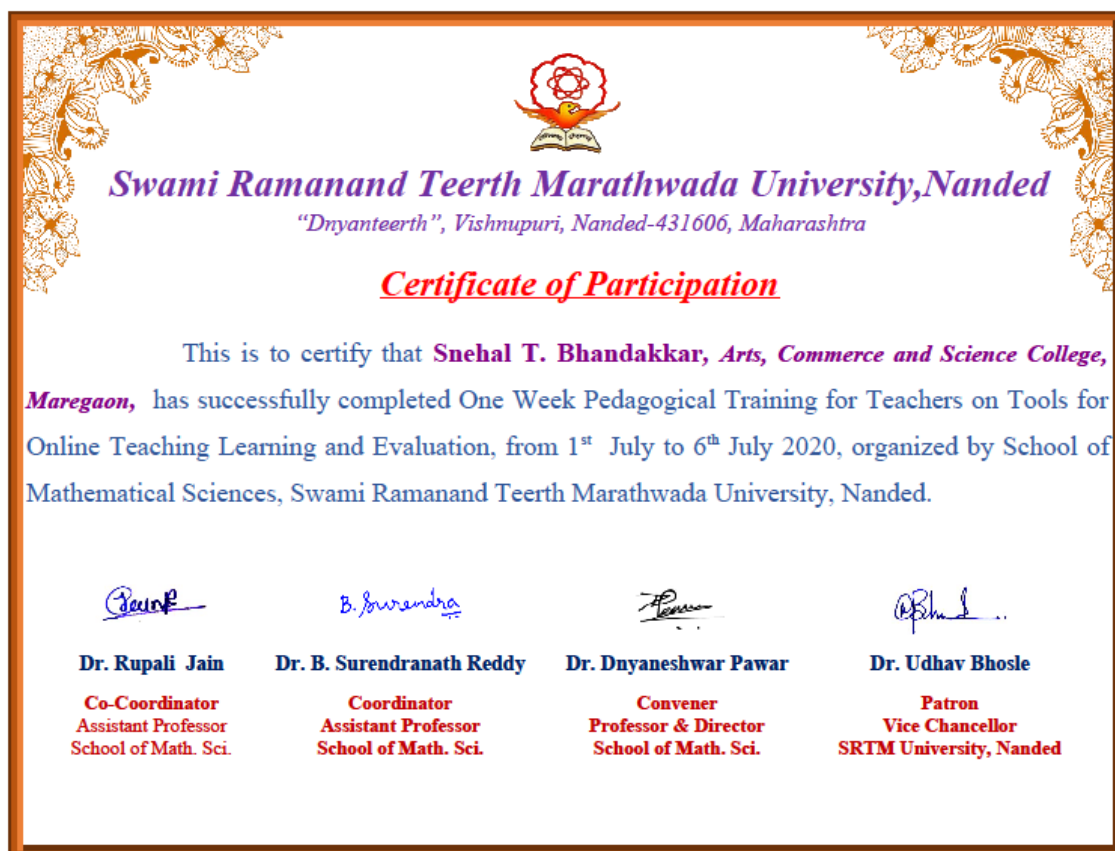 Swami Ramanand Teerth Marathwada University,Nanded
“Dnyanteerth”, Vishnupuri, Nanded-431606, Maharashtra
Certificate of Participation
This is to certify that Snehal T. Bhandakkar, Arts, Commerce and Science College,
Maregaon, has successfully completed One Week Pedagogical Training for Teachers on Tools for
Online Teaching Learning and Evaluation, from 1st July to 6th July 2020, organized by School of
Mathematical Sciences, Swami Ramanand Teerth Marathwada University, Nanded.
B. Surendra
Dr. Rupali Jain
Co-Coordinator
Assistant Professor
School of Math. Sci.
Dr. B. Surendranath Reddy
Coordinator
Assistant Professor
School of Math. Sci.
Dr. Dnyaneshwar Pawar
Convener
Professor & Director
School of Math. Sci.
Dr. Udhav Bhosle
Patron
Vice Chancellor
SRTM University, Nanded